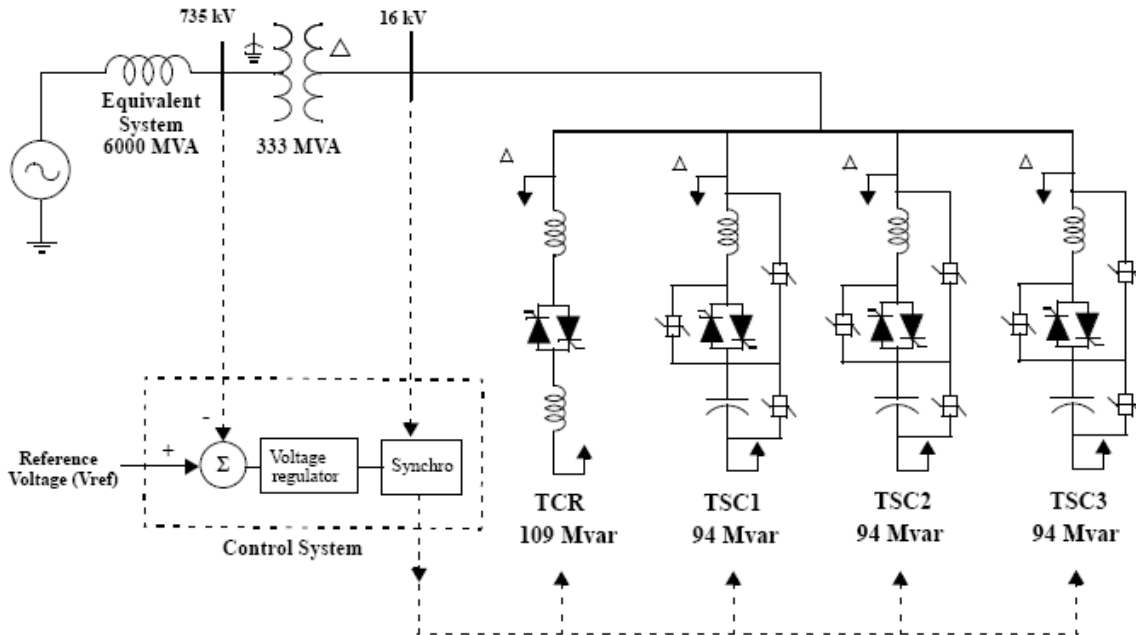 735 kV
16 kV
Δ
Equivalent
System
6000 MVA
333 MVA
Δ
Δ
Δ
Δ
-
+
Reference
Voltage (Vref)
Σ
Voltage
regulator
Synchro
Control System
TCR
109 Mvar
TSC1
94 Mvar
TSC2
94 Mvar
TSC3
94 Mvar